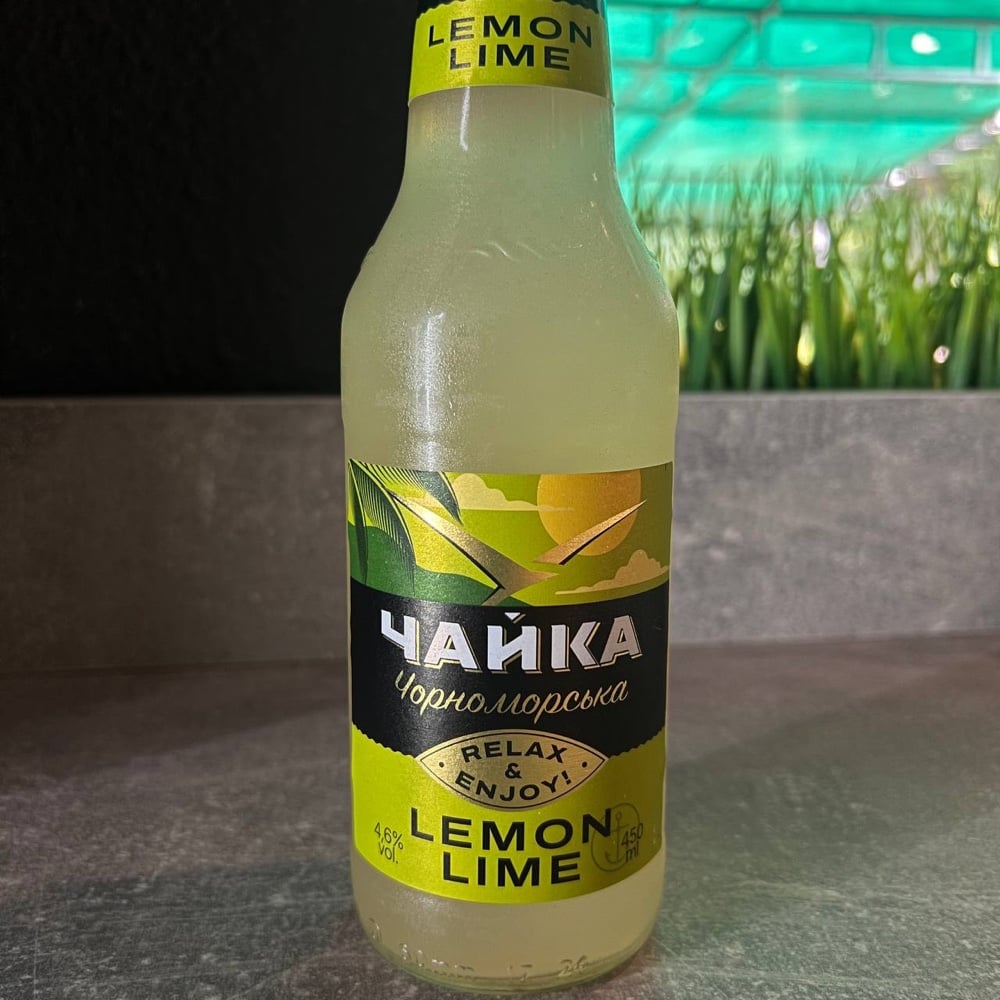 LEMON
LIME
ЧАЙКА
Чорноморська
RELAX
&
ENJOY!
4,6%
vol.
LEMON
LIME
450
ml